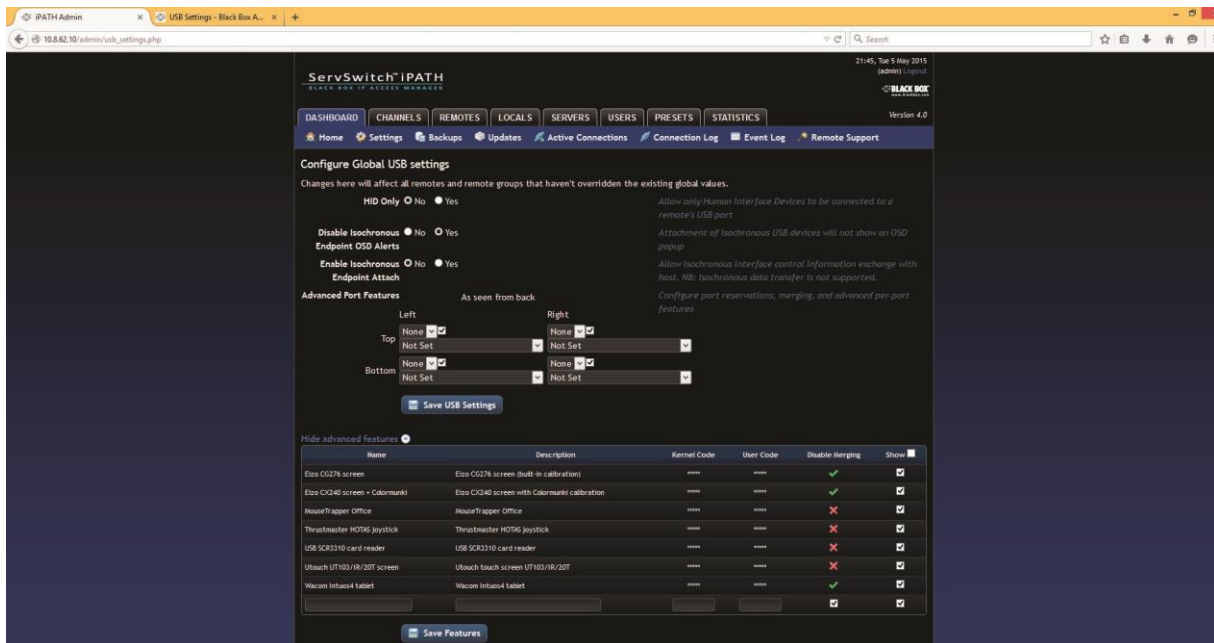 iPATH Admin × USB Settings - Black Box A... × +
10.8.62.10/admin/usb_settings.php Search
21:45, Tue 5 May 2015
(admin) Logout
ServSwitch™iPATH
BLACK BOX IP ACCESS MANAGER
BLACK BOX
DASHBOARD CHANNELS REMOTES LOCALS SERVERS USERS PRESETS STATISTICS Version 4.0
Home Settings Backups Updates Active Connections Connection Log Event Log Remote Support
Configure Global USB settings
Changes here will affect all remotes and remote groups that haven't overridden the existing global values.
HID Only No Yes Allow only Human Interface Devices to be connected to a
remote's USB port
Disable Isochronous No Yes Attachment of Isochronous USB devices will not show an OSD
Endpoint OSD Alerts popup
Enable Isochronous No Yes Allow Isochronous interface control information exchange with
Endpoint Attach host. NB: Isochronous data transfer is not supported.
Advanced Port Features As seen from back Configure port reservations, merging, and advanced per-port
features
Left Right
None None
Top
Not Set Not Set
None None
Bottom
Not Set Not Set
Save USB Settings
Hide advanced features
Name Description Kernel Code User Code Disable Merging Show
Eizo CG276 screen Eizo CG276 screen (built-in calibration) ***** *****
Eizo CX240 screen + Colormunki Eizo CX240 screen with Colormunki calibration ***** *****
MouseTrapper Office MouseTrapper Office ***** *****
Thrustmaster HOTAS joystick Thrustmaster HOTAS joystick ***** *****
USB SCR3310 card reader USB SCR3310 card reader ***** *****
Utouch UT103/IR/20T screen Utouch touch screen UT103/IR/20T ***** *****
Wacom Intuos4 tablet Wacom Intuos4 tablet ***** *****
Save Features